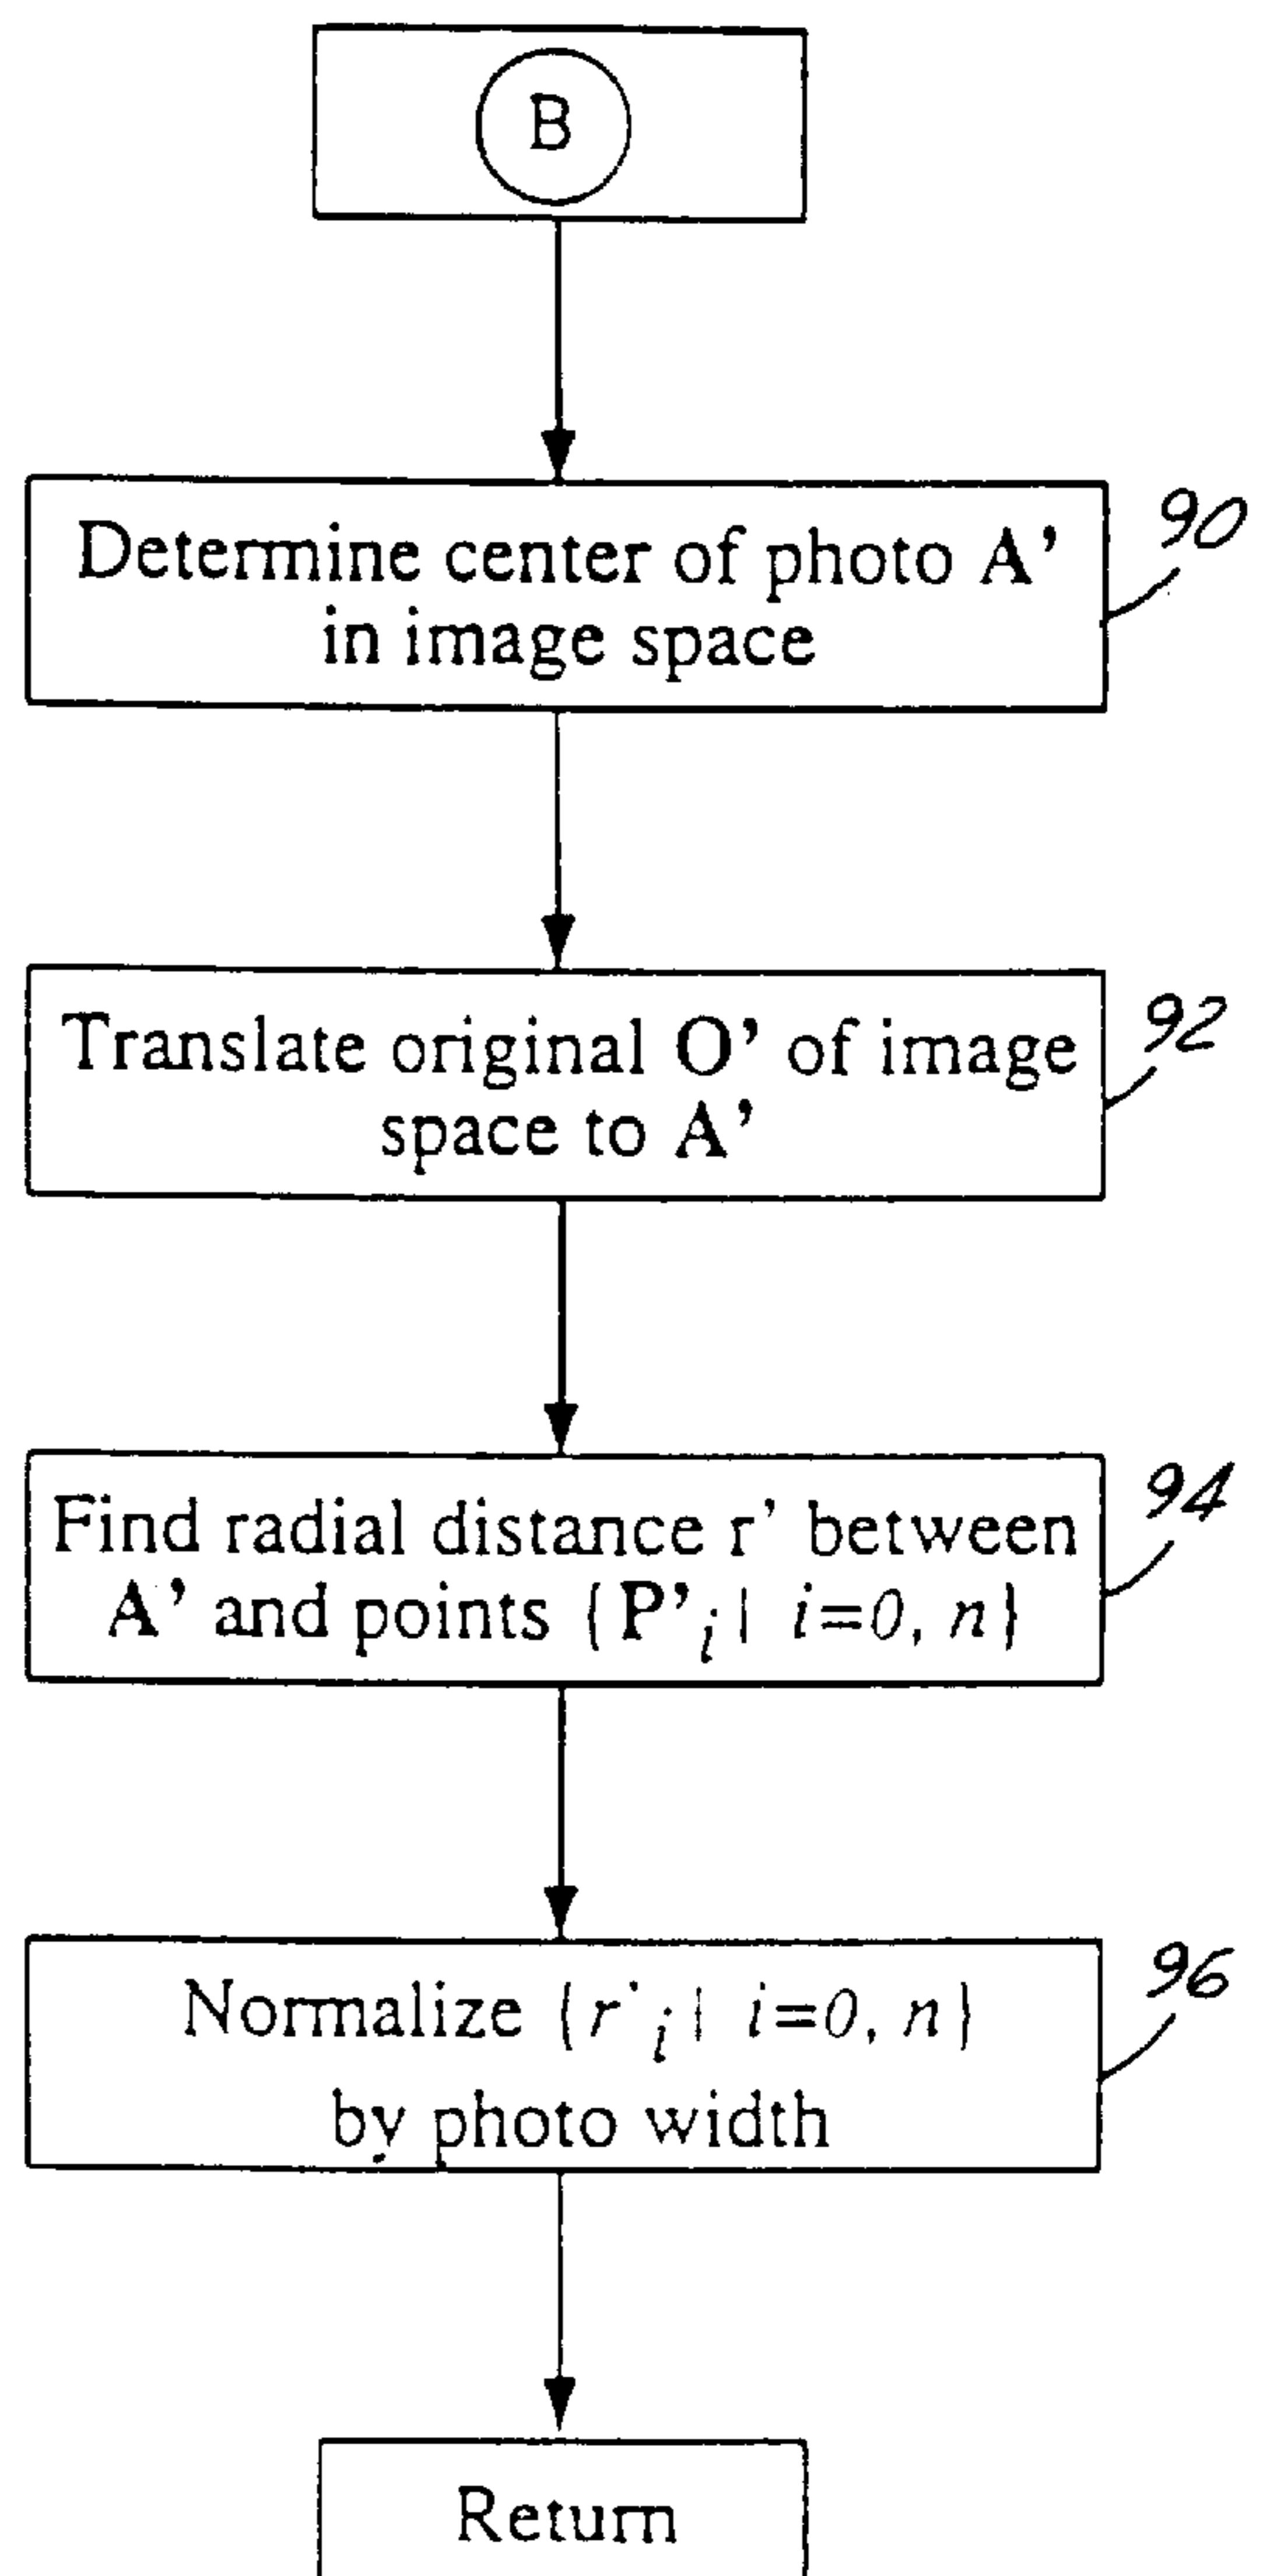 B
Determine center of photo A'
in image space
90
Translate original O' of image
space to A'
92
Find radial distance r' between
A' and points {P'i | i=0, n}
94
Normalize {r'i | i=0, n}
by photo width
96
Return